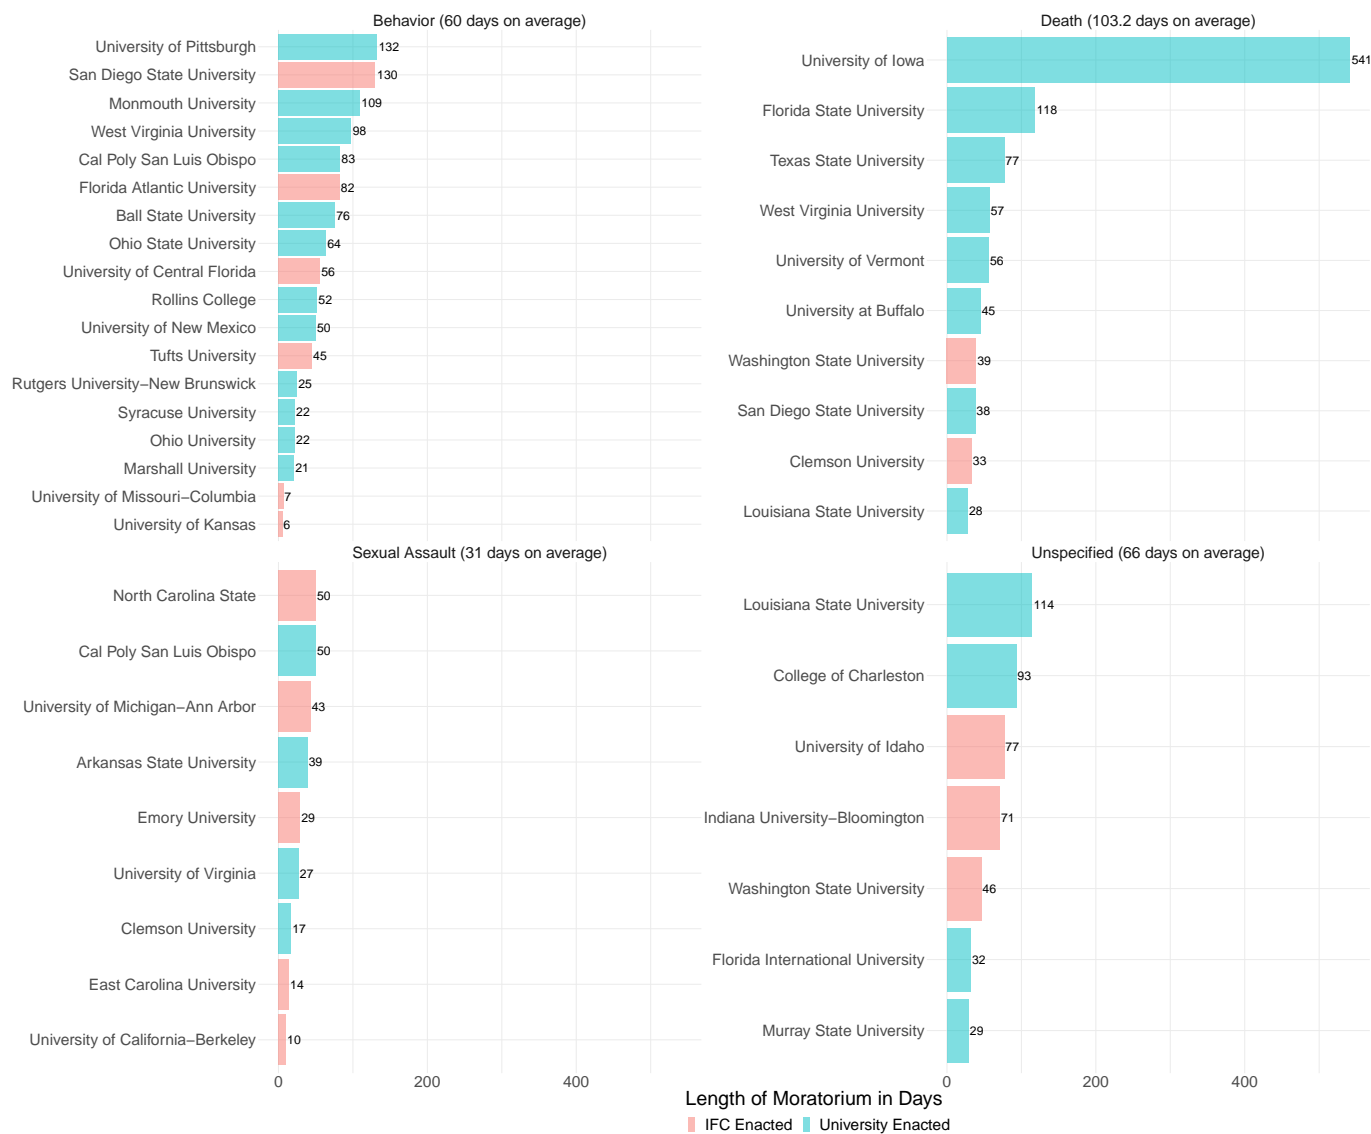 Behavior (60 days on average)
University of Pittsburgh 132
San Diego State University 130
Monmouth University 109
West Virginia University 98
Cal Poly San Luis Obispo 83
Florida Atlantic University 82
Ball State University 76
Ohio State University 64
University of Central Florida 56
Rollins College 52
University of New Mexico 50
Tufts University 45
Rutgers University−New Brunswick 25
Syracuse University 22
Ohio University 22
Marshall University 21
University of Missouri−Columbia 7
University of Kansas 6
Death (103.2 days on average)
University of Iowa 541
Florida State University 118
Texas State University 77
West Virginia University 57
University of Vermont 56
University at Buffalo 45
Washington State University 39
San Diego State University 38
Clemson University 33
Louisiana State University 28
Sexual Assault (31 days on average)
North Carolina State 50
Cal Poly San Luis Obispo 50
University of Michigan−Ann Arbor 43
Arkansas State University 39
Emory University 29
University of Virginia 27
Clemson University 17
East Carolina University 14
University of California−Berkeley 10
0 200 400
Unspecified (66 days on average)
Louisiana State University 114
College of Charleston 93
University of Idaho 77
Indiana University−Bloomington 71
Washington State University 46
Florida International University 32
Murray State University 29
0 200 400
Length of Moratorium in Days
IFC Enacted University Enacted